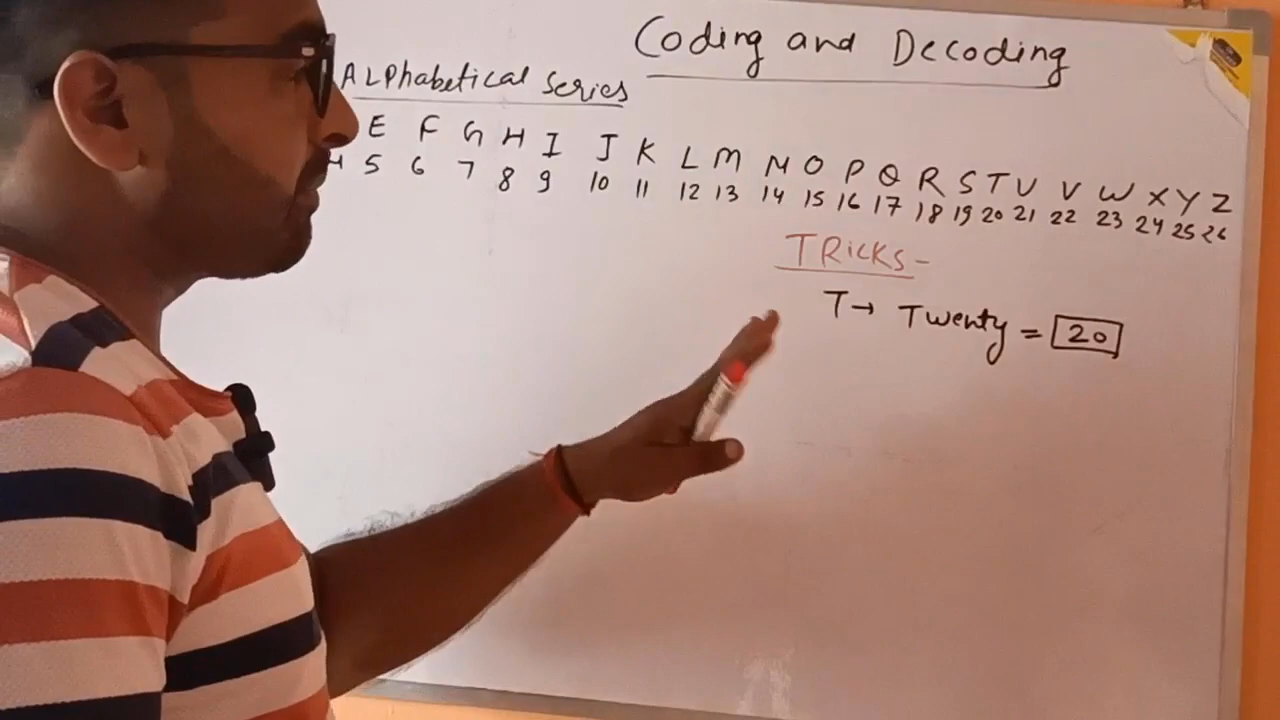 Coding and Decoding
ALPhabetical Series
E F G H I J K L M N O P Q R S T U V W X Y Z
4 5 6 7 8 9 10 11 12 13 14 15 16 17 18 19 20 21 22 23 24 25 26
TRicKS-
T→ Twenty = 20